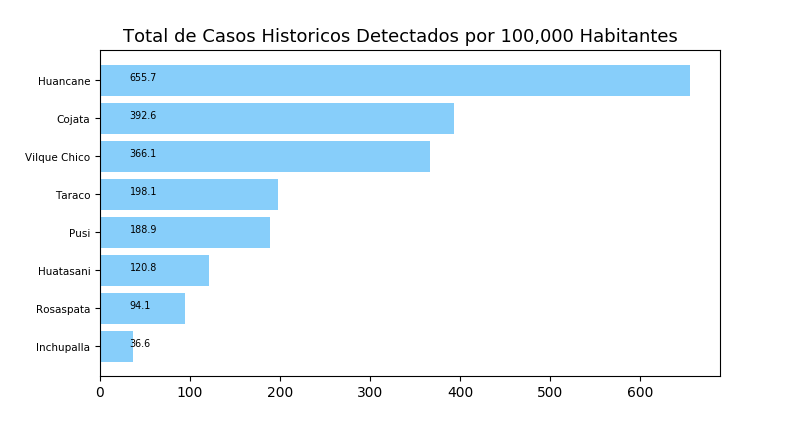 Total de Casos Historicos Detectados por 100,000 Habitantes
Huancane 655.7
Cojata 392.6
Vilque Chico 366.1
Taraco 198.1
Pusi 188.9
Huatasani 120.8
Rosaspata 94.1
Inchupalla 36.6
0 100 200 300 400 500 600